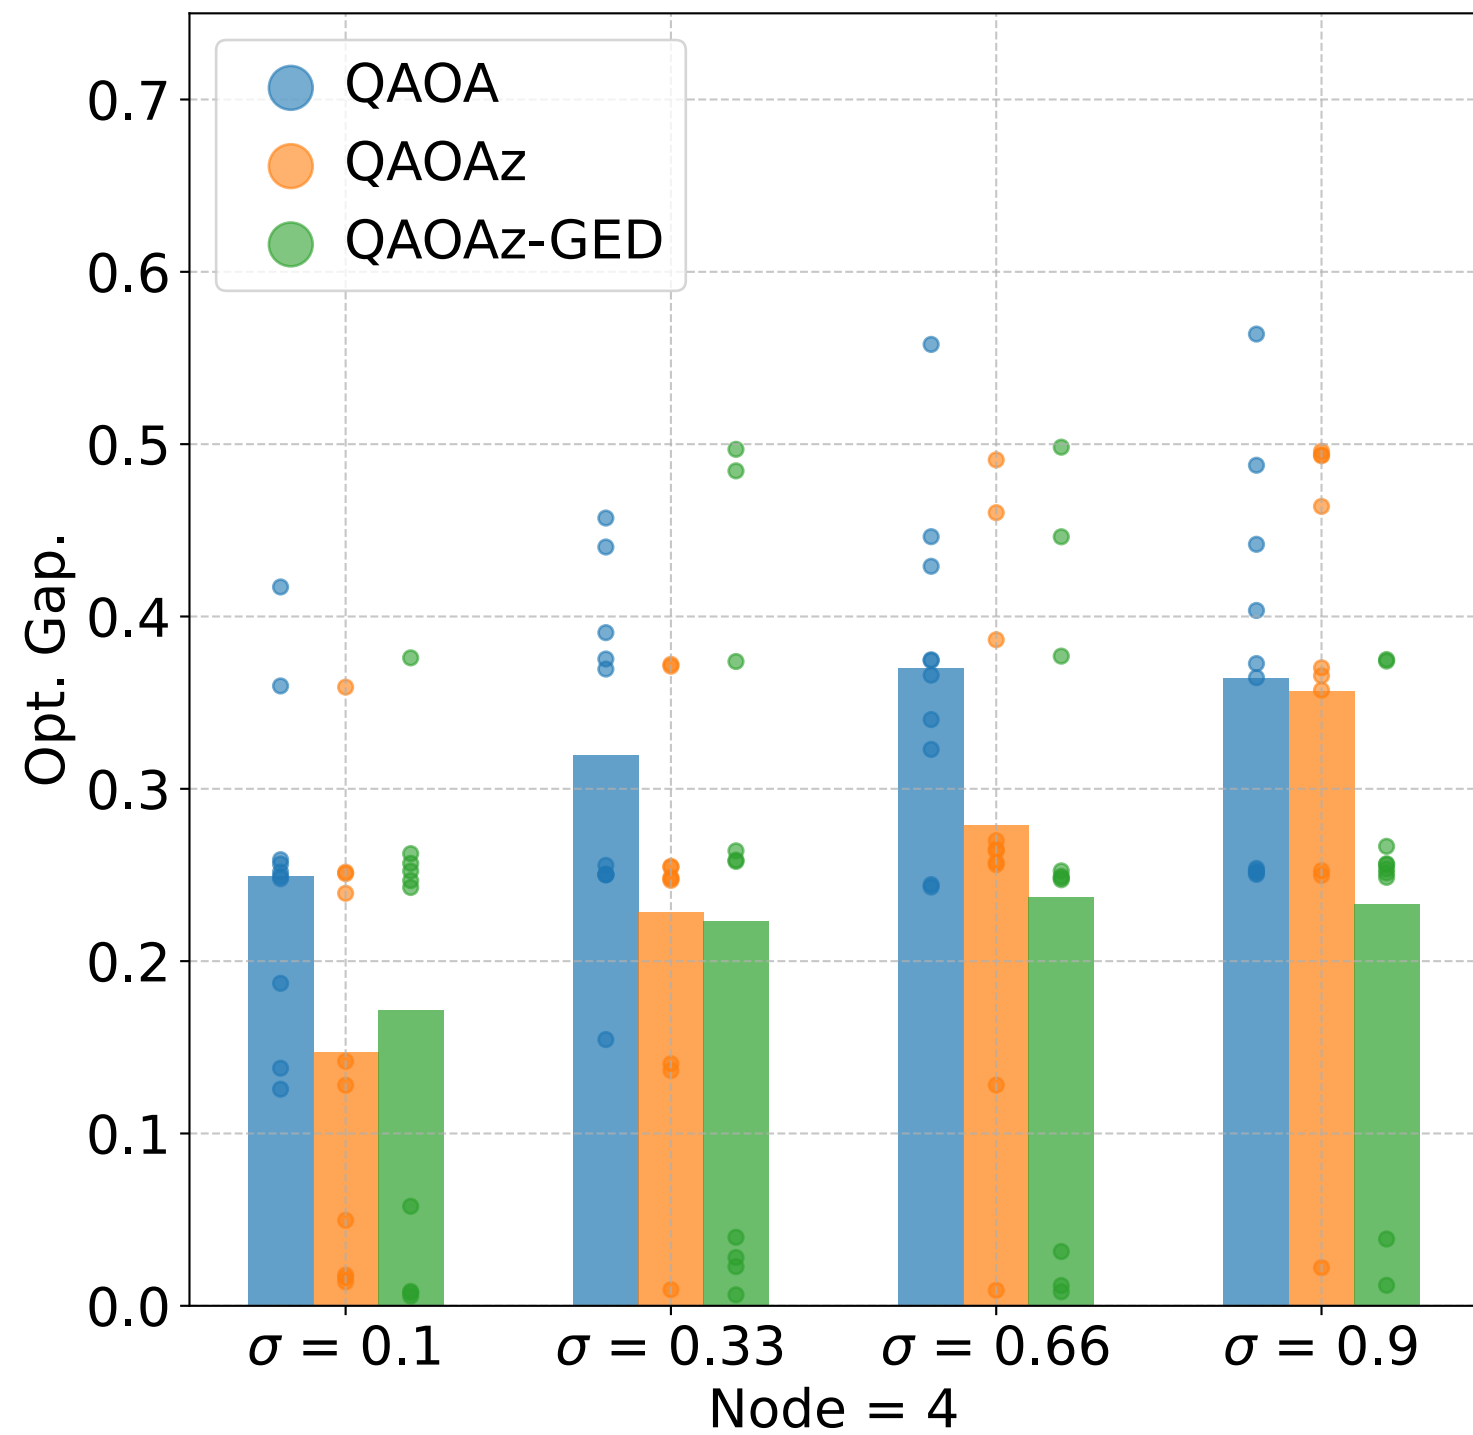 QAOA
QAOAz
QAOAz-GED
Opt. Gap.
0.7
0.6
0.5
0.4
0.3
0.2
0.1
0.0
σ = 0.1 σ = 0.33 σ = 0.66 σ = 0.9
Node = 4